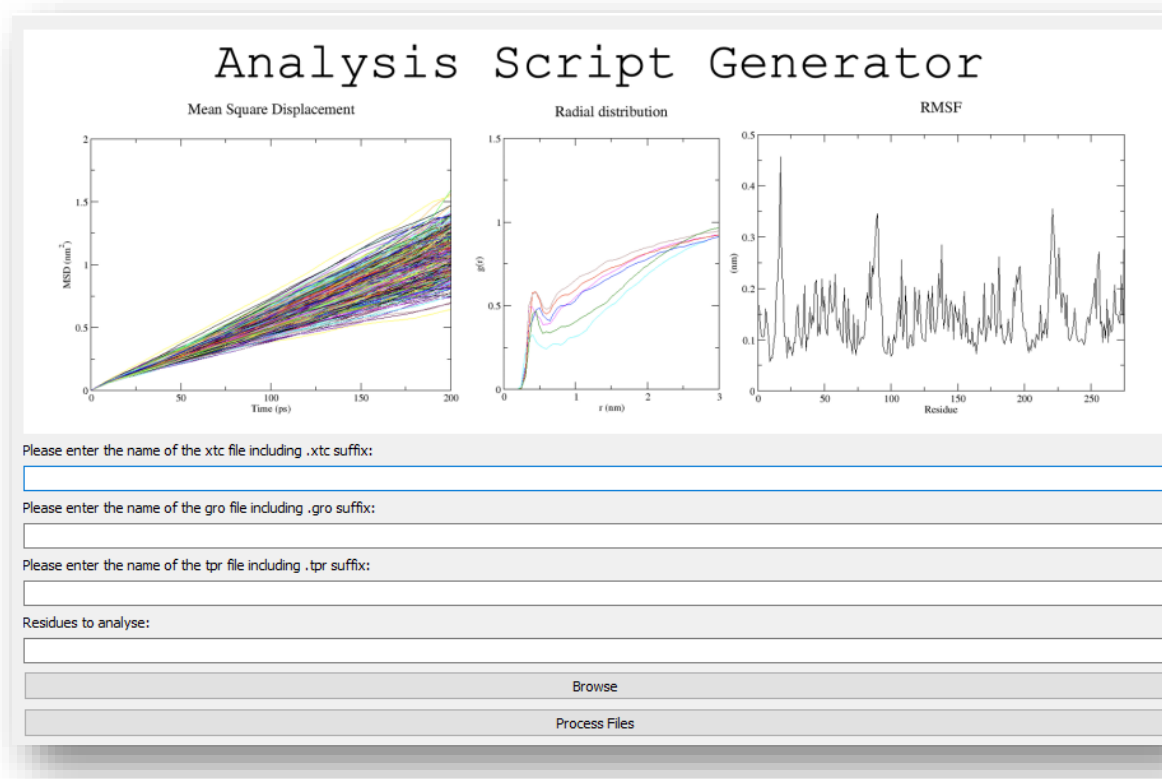 Analysis Script Generator
Mean Square Displacement
2
1.5
1
0.5
0
MSD (nm²)
0 50 100 150 200
Time (ps)
Radial distribution
1.5
1
0.5
0
g(r)
0 1 2 3
r (nm)
RMSF
0.5
0.4
0.3
0.2
0.1
0
(nm)
0 50 100 150 200 250
Residue
Please enter the name of the xtc file including .xtc suffix:
Please enter the name of the gro file including .gro suffix:
Please enter the name of the tpr file including .tpr suffix:
Residues to analyse:
Browse
Process Files